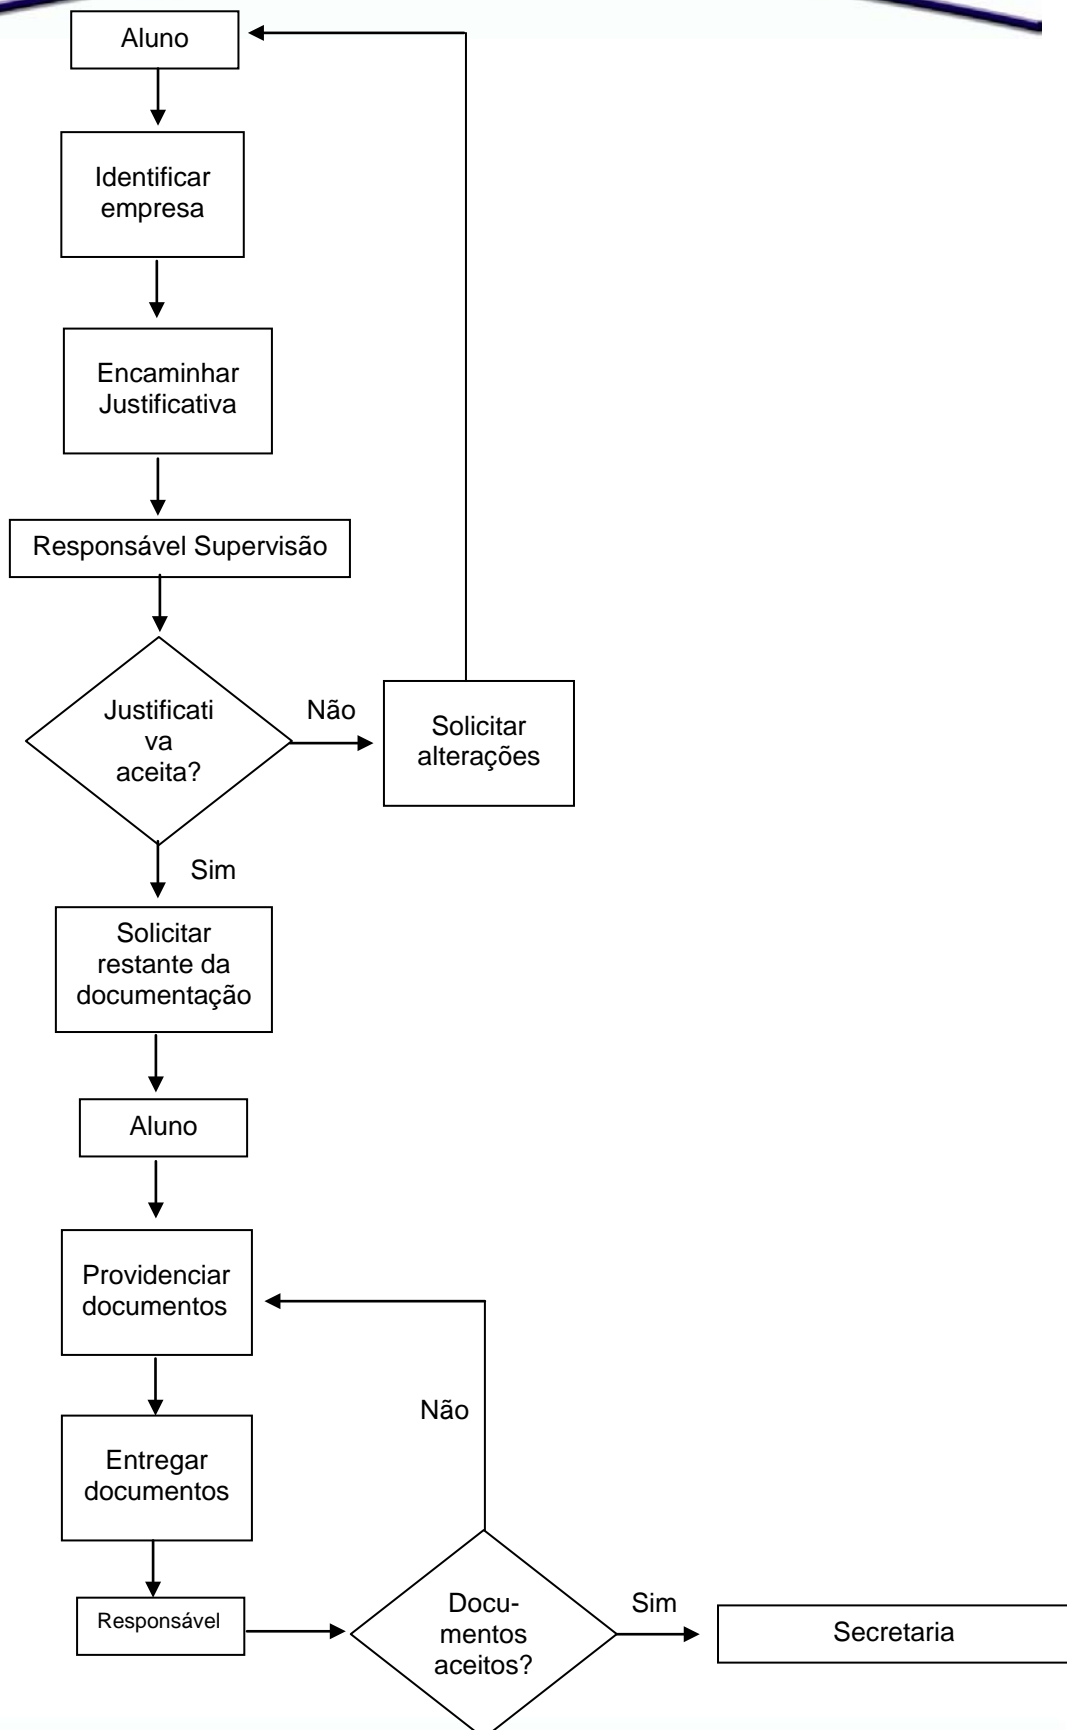 Aluno
Identificar
empresa
Encaminhar
Justificativa
Responsável Supervisão
Justificati
va
aceita?
Não
Solicitar
alterações
Sim
Solicitar
restante da
documentação
Aluno
Providenciar
documentos
Não
Entregar
documentos
Responsável
Docu-
mentos
aceitos?
Sim
Secretaria